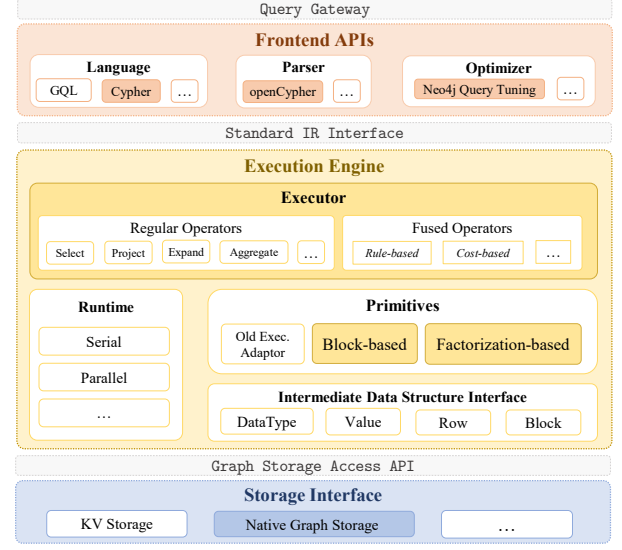 Query Gateway
Frontend APIs
Language
GQL
Cypher
...
Parser
openCypher
...
Optimizer
Neo4j Query Tuning
...
Standard IR Interface
Execution Engine
Executor
Regular Operators
Select
Project
Expand
Aggregate
...
Fused Operators
Rule-based
Cost-based
...
Runtime
Serial
Parallel
...
Primitives
Old Exec.
Adaptor
Block-based
Factorization-based
Intermediate Data Structure Interface
DataType
Value
Row
Block
Graph Storage Access API
Storage Interface
KV Storage
Native Graph Storage
...